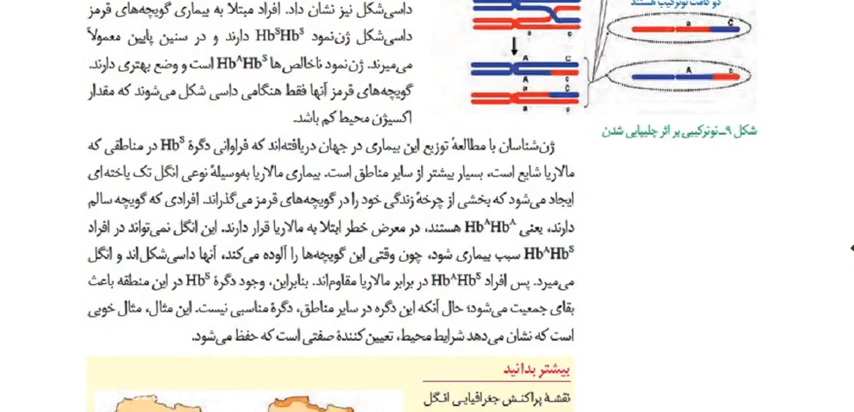 داسی‌شکل نیز نشان داد. افراد مبتلا به بیماری گویچه‌های قرمز
داسی‌شکل ژن‌نمود HbSHbS دارند و در سنین پایین معمولاً
می‌میرند. ژن‌نمود ناخالص‌ها HbAHbS است و وضع بهتری دارند.
گویچه‌های قرمز آنها فقط هنگامی داسی شکل می‌شوند که مقدار
اکسیژن محیط کم باشد.
دو کامت نوترکیب هستند
a C
A c
a c
A C
A c
a C
a c
شکل ۹ـ نوترکیبی بر اثر چلیپایی شدن
ژن‌شناسان با مطالعهٔ توزیع این بیماری در جهان دریافته‌اند که فراوانی دگرهٔ HbS در مناطقی که
مالاریا شایع است، بسیار بیشتر از سایر مناطق است. بیماری مالاریا به‌وسیلهٔ نوعی انگل تک یاخته‌ای
ایجاد می‌شود که بخشی از چرخهٔ زندگی خود را در گویچه‌های قرمز می‌گذراند. افرادی که گویچه سالم
دارند، یعنی HbAHbA هستند، در معرض خطر ابتلا به مالاریا قرار دارند. این انگل نمی‌تواند در افراد
HbAHbS سبب بیماری شود، چون وقتی این گویچه‌ها را آلوده می‌کند، آنها داسی‌شکل‌اند و انگل
می‌میرد. پس افراد HbAHbS در برابر مالاریا مقاوم‌اند. بنابراین، وجود دگرهٔ HbS در این منطقه باعث
بقای جمعیت می‌شود؛ حال آنکه این دگره در سایر مناطق، دگرهٔ مناسبی نیست. این مثال، مثال خوبی
است که نشان می‌دهد شرایط محیط، تعیین کنندهٔ صفتی است که حفظ می‌شود.
بیشتر بدانید
نقشهٔ پراکنش جغرافیایی انگل